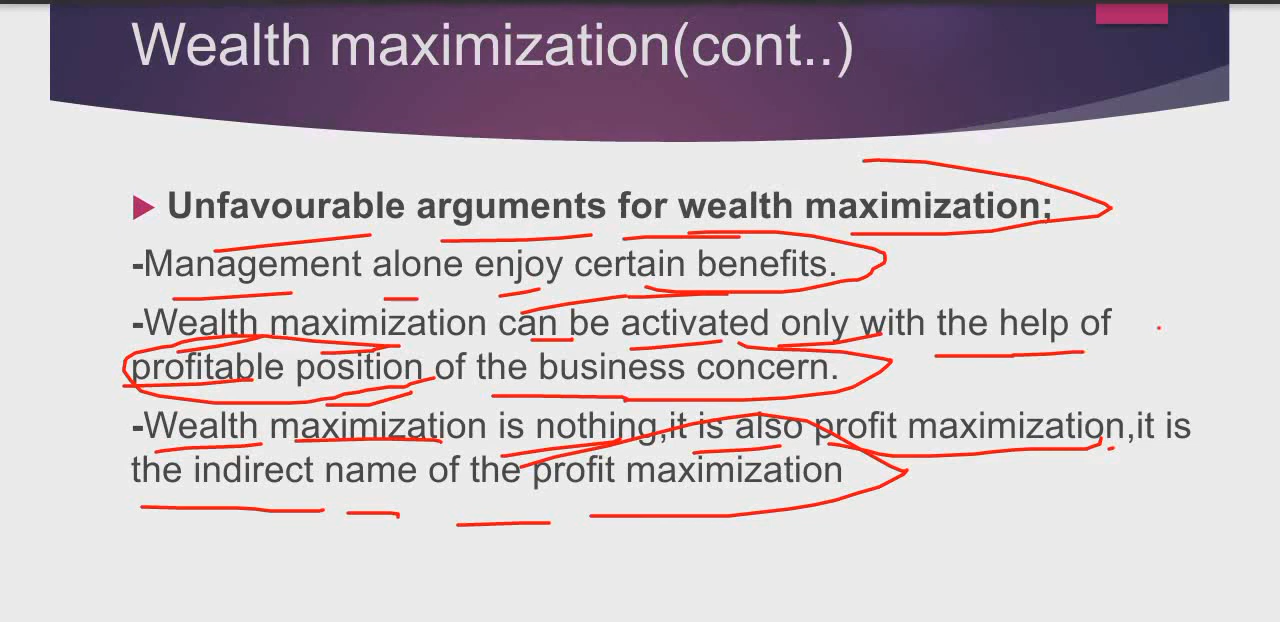 Wealth maximization(cont..)
Unfavourable arguments for wealth maximization;
-Management alone enjoy certain benefits.
-Wealth maximization can be activated only with the help of
profitable position of the business concern.
-Wealth maximization is nothing,it is also profit maximization,it is
the indirect name of the profit maximization